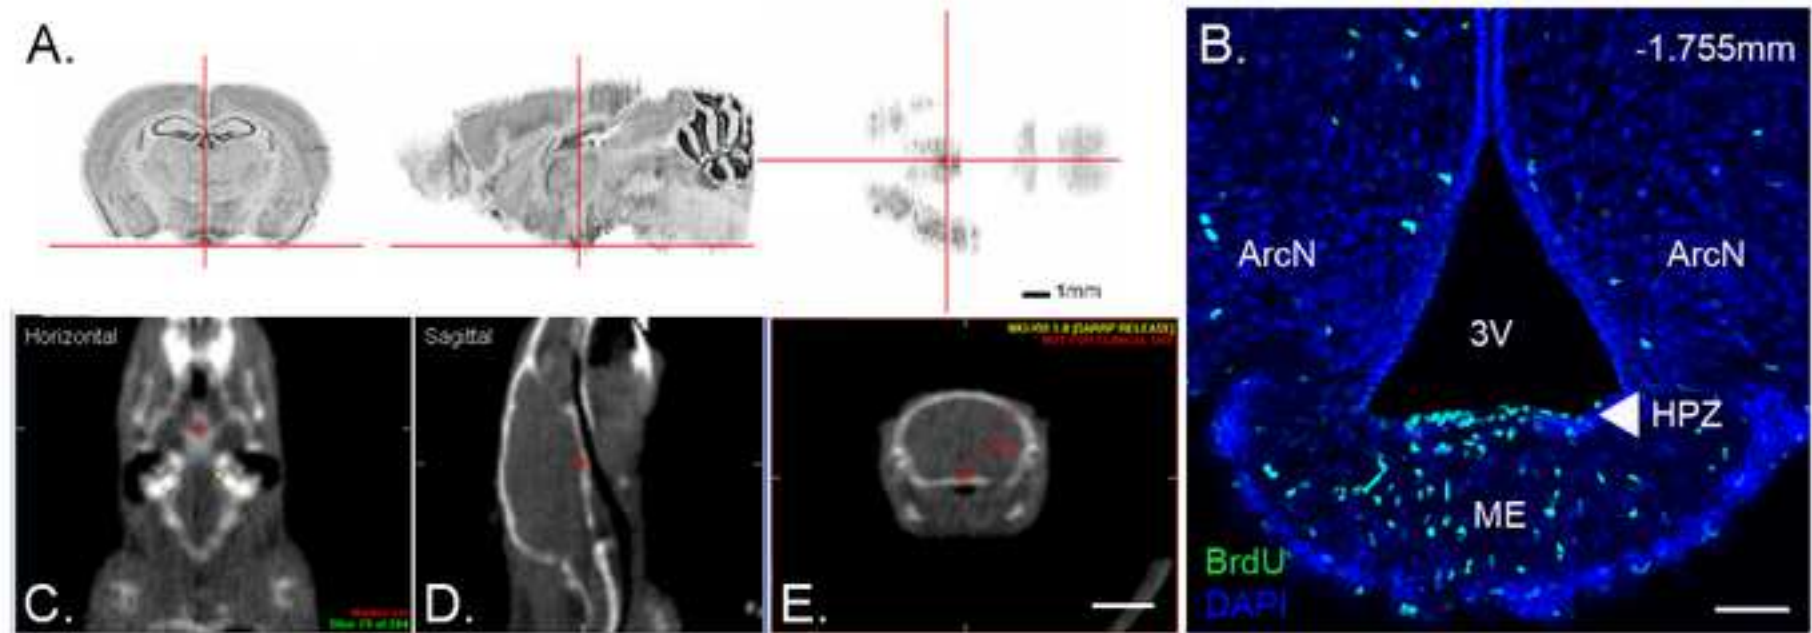 A.
1mm
B.
-1.755mm
ArcN
ArcN
3V
HPZ
ME
BrdU
DAPI
Horizontal
C.
Sagittal
D.
E.